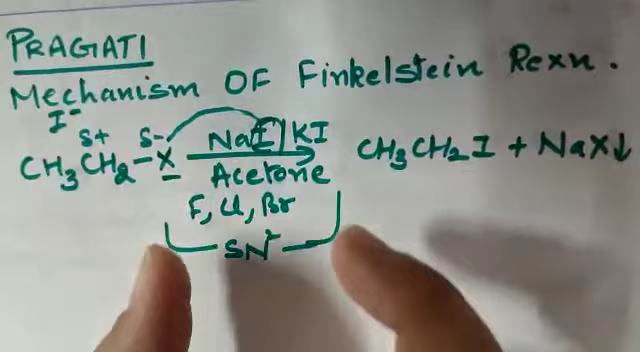 PRAGATI
Mechanism OF Finkelstein Rexn.
I⁻
δ+ δ-
CH₃CH₂-X NaI/KI CH₃CH₂I + NaX↓
Acetone
F, Cl, Br
SN²